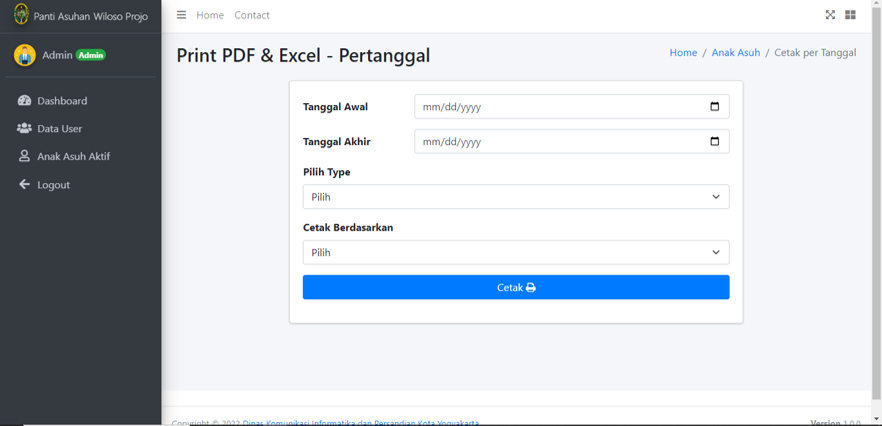 Panti Asuhan Wiloso Projo
Home Contact
Admin Admin
Dashboard
Data User
Anak Asuh Aktif
Logout
Print PDF & Excel - Pertanggal
Home / Anak Asuh / Cetak per Tanggal
Tanggal Awal
mm/dd/yyyy
Tanggal Akhir
mm/dd/yyyy
Pilih Type
Pilih
Cetak Berdasarkan
Pilih
Cetak
Copyright © 2022 Dinas Komunikasi Informatika dan Persandian Kota Yogyakarta
Version 1.0.0